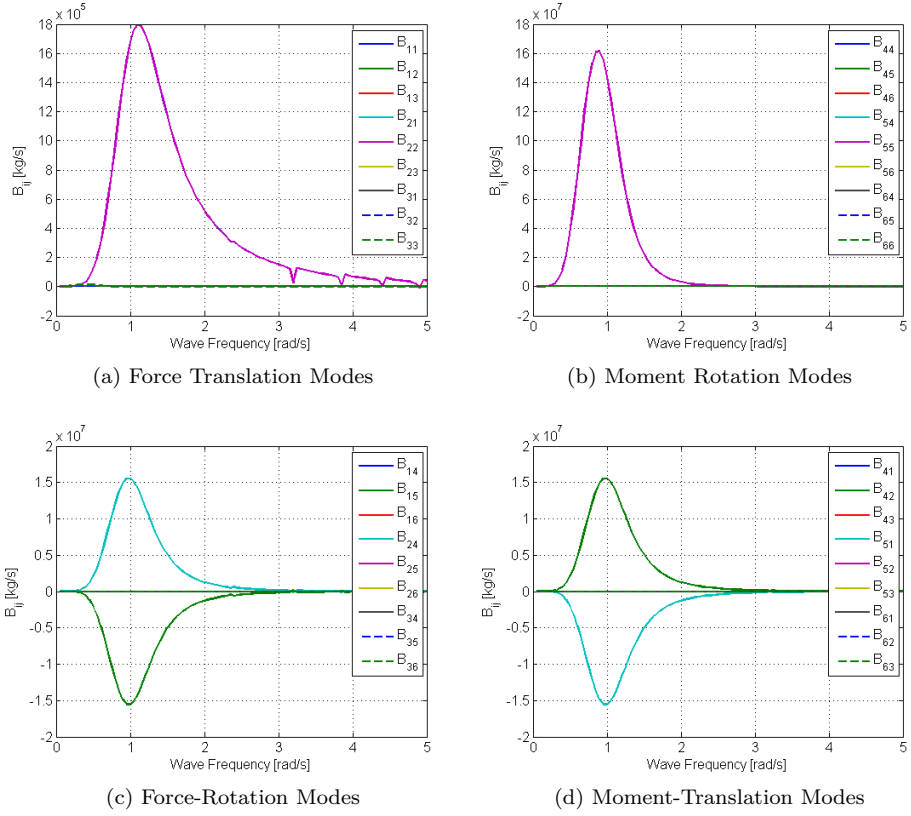 x 10^5
18
16
14
12
10
8
6
4
2
0
-2
B_ij [kg/s]
0 1 2 3 4 5
Wave Frequency [rad/s]
B_11
B_12
B_13
B_21
B_22
B_23
B_31
B_32
B_33
(a) Force Translation Modes
x 10^7
18
16
14
12
10
8
6
4
2
0
-2
B_ij [kg/s]
0 1 2 3 4 5
Wave Frequency [rad/s]
B_44
B_45
B_46
B_54
B_55
B_56
B_64
B_65
B_66
(b) Moment Rotation Modes
x 10^7
2
1.5
1
0.5
0
-0.5
-1
-1.5
-2
B_ij [kg/s]
0 1 2 3 4 5
Wave Frequency [rad/s]
B_14
B_15
B_16
B_24
B_25
B_26
B_34
B_35
B_36
(c) Force-Rotation Modes
x 10^7
2
1.5
1
0.5
0
-0.5
-1
-1.5
-2
B_ij [kg/s]
0 1 2 3 4 5
Wave Frequency [rad/s]
B_41
B_42
B_43
B_51
B_52
B_53
B_61
B_62
B_63
(d) Moment-Translation Modes